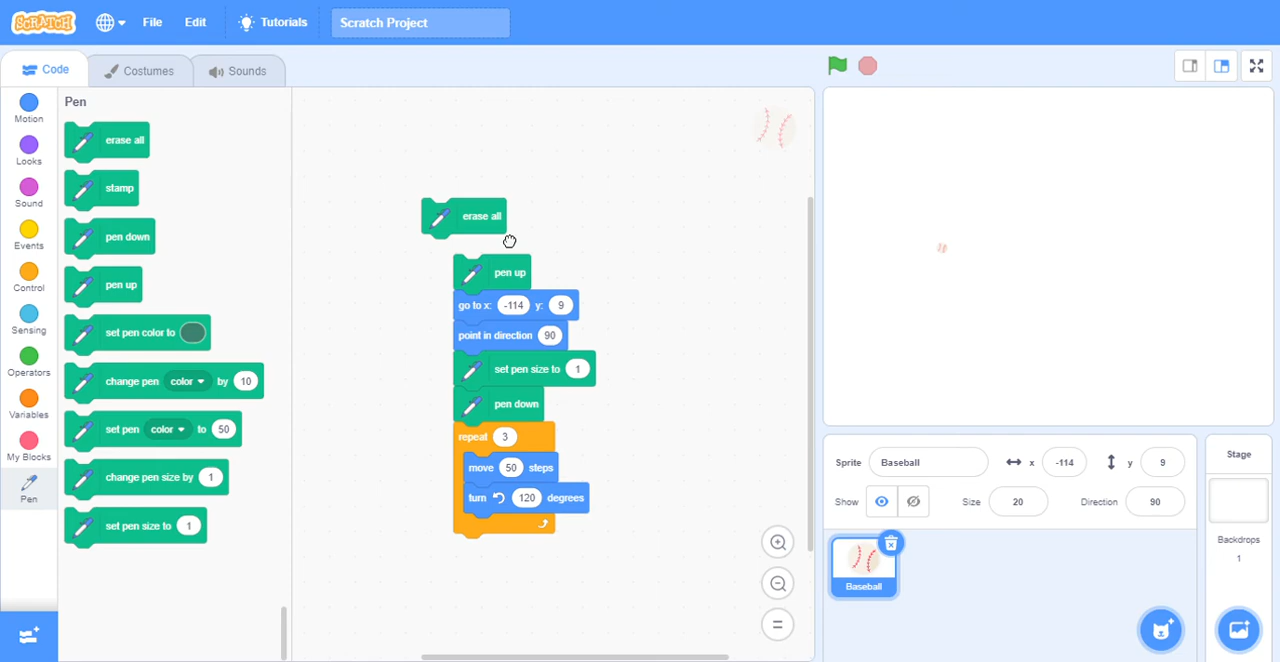 SCRATCH File Edit Tutorials Scratch Project
Code Costumes Sounds
Motion
Looks
Sound
Events
Control
Sensing
Operators
Variables
My Blocks
Pen
Pen
erase all
stamp
pen down
pen up
set pen color to
change pen color by 10
set pen color to 50
change pen size by 1
set pen size to 1
erase all
pen up
go to x: -114 y: 9
point in direction 90
set pen size to 1
pen down
repeat 3
move 50 steps
turn 120 degrees
Sprite Baseball x -114 y 9
Show Size 20 Direction 90
Baseball
Stage
Backdrops
1